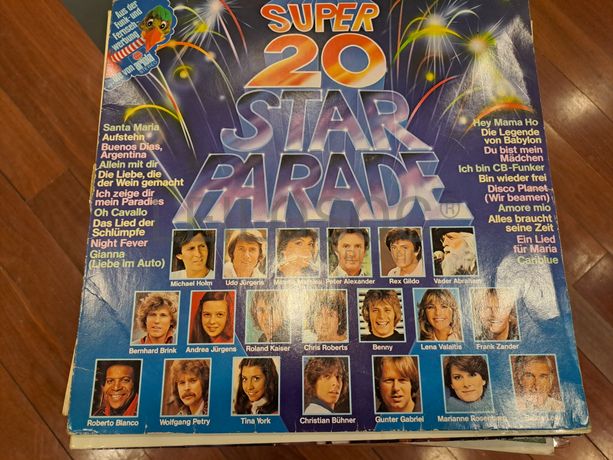 Aus der
Funk-und
Fernseh-
werbung
von
SUPER
20
STAR
PARADE
Santa Maria
Aufstehn
Buenos Dias,
Argentina
Allein mit dir
Die Liebe, die
der Wein gemacht
Ich zeige dir
mein Paradies
Oh Cavallo
Das Lied der
Schlümpfe
Night Fever
Gianna
(Liebe im Auto)
Hey Mama Ho
Die Legende
von Babylon
Du bist mein
Mädchen
Ich bin CB-Funker
Bin wieder frei
Disco Planet
(Wir beamen)
Amore mio
Alles braucht
seine Zeit
Ein Lied
für Maria
Cariblue
Michael Holm
Udo Jürgens
Peter Alexander
Rex Gildo
Vader Abraham
Bernhard Brink
Andrea Jürgens
Roland Kaiser
Chris Roberts
Benny
Lena Valaitis
Frank Zander
Roberto Blanco
Wolfgang Petry
Tina York
Christian Bühner
Gunter Gabriel
Marianne Rosenberg